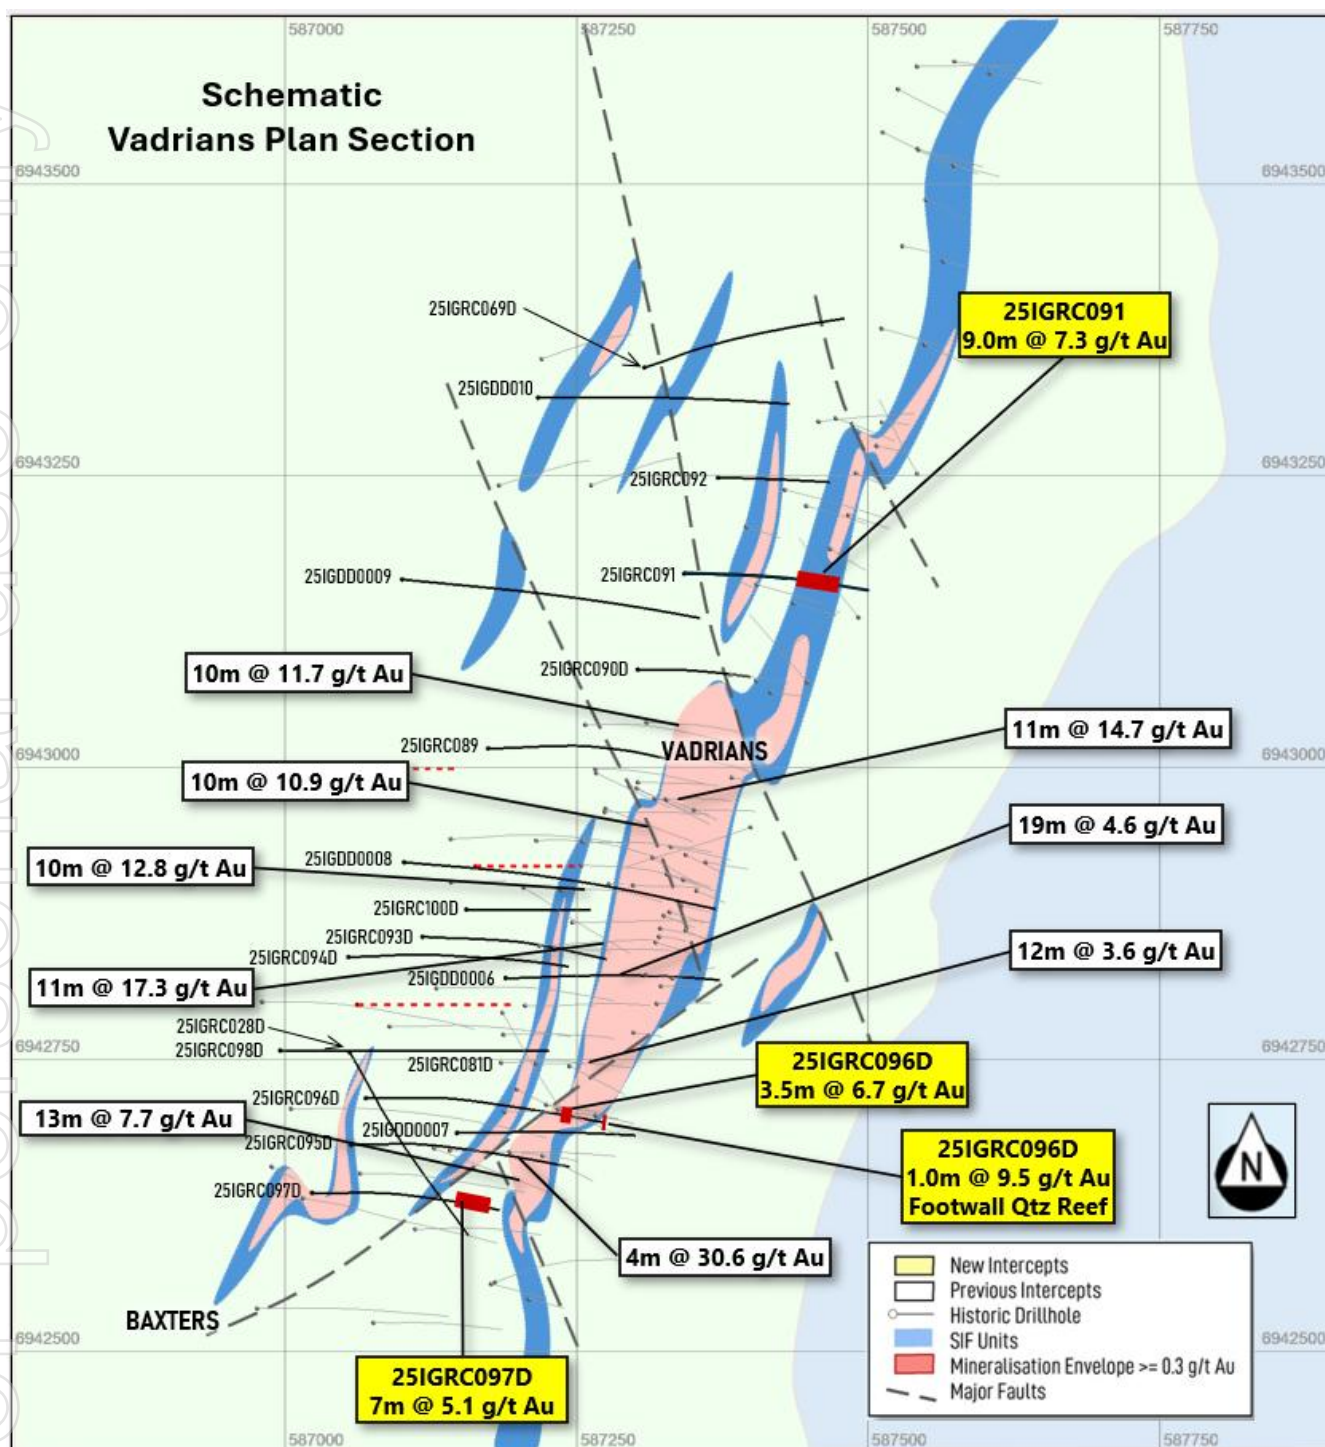 587000
587250
587500
587750
Schematic
Vadrians Plan Section
6943500
6943500
25IGRC069D
25IGRC091
9.0m @ 7.3 g/t Au
25IGDD010
6943250
6943250
25IGRC092
25IGDD0009
25IGRC091
10m @ 11.7 g/t Au
25IGRC090D
11m @ 14.7 g/t Au
25IGRC089
VADRIANS
6943000
6943000
10m @ 10.9 g/t Au
19m @ 4.6 g/t Au
10m @ 12.8 g/t Au
25IGDD0008
25IGRC100D
25IGRC093D
25IGRC094D
12m @ 3.6 g/t Au
11m @ 17.3 g/t Au
25IGDD0006
25IGRC028D
25IGRC098D
6942750
6942750
25IGRC081D
25IGRC096D
3.5m @ 6.7 g/t Au
25IGRC096D
13m @ 7.7 g/t Au
25IGDD0007
25IGRC095D
25IGRC096D
1.0m @ 9.5 g/t Au
Footwall Qtz Reef
25IGRC097D
N
4m @ 30.6 g/t Au
BAXTERS
New Intercepts
Previous Intercepts
Historic Drillhole
SIF Units
Mineralisation Envelope >= 0.3 g/t Au
Major Faults
6942500
6942500
25IGRC097D
7m @ 5.1 g/t Au
587000
587250
587500
587750